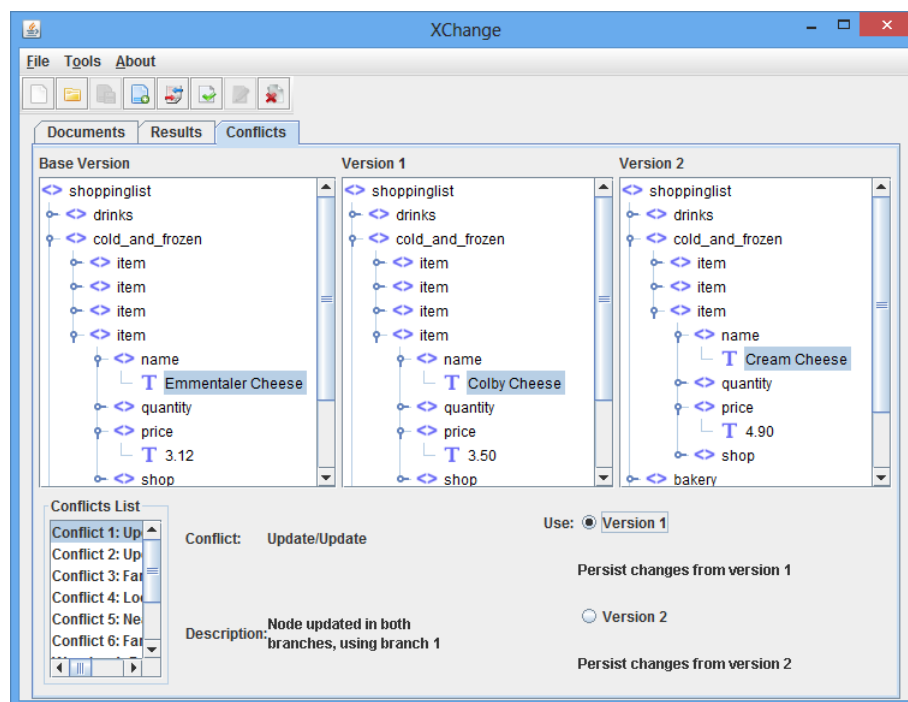 XChange
File Tools About
Documents Results Conflicts
Base Version
shoppinglist
drinks
cold_and_frozen
item
item
item
item
name
T Emmentaler Cheese
quantity
price
T 3.12
shop
Version 1
shoppinglist
drinks
cold_and_frozen
item
item
item
item
name
T Colby Cheese
quantity
price
T 3.50
shop
Version 2
shoppinglist
drinks
cold_and_frozen
item
item
item
name
T Cream Cheese
quantity
price
T 4.90
shop
bakery
Conflicts List
Conflict 1: Up
Conflict 2: Up
Conflict 3: Far
Conflict 4: Loc
Conflict 5: Ne
Conflict 6: Far
Conflict: Update/Update
Description: Node updated in both
branches, using branch 1
Use: Version 1
Persist changes from version 1
Version 2
Persist changes from version 2